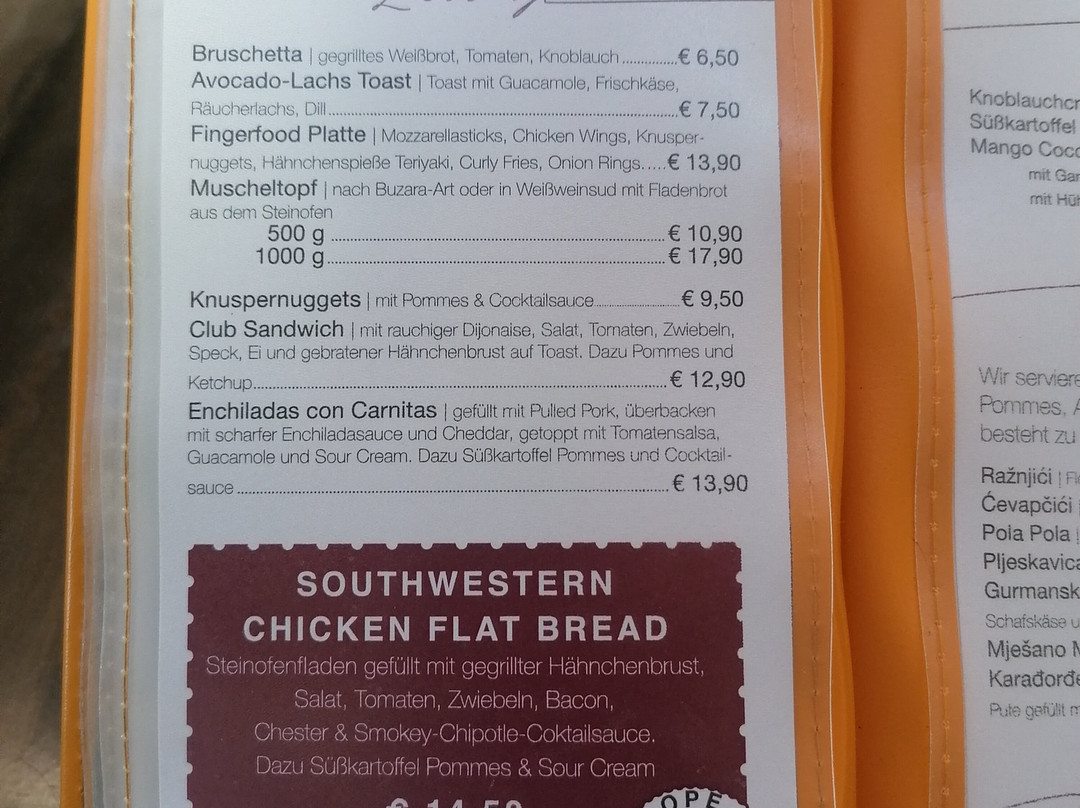 Bruschetta | gegrilltes Weißbrot, Tomaten, Knoblauch..............€ 6,50
Avocado-Lachs Toast | Toast mit Guacamole, Frischkäse,
Räucherlachs, Dill..............€ 7,50
Fingerfood Platte | Mozzarellasticks, Chicken Wings, Knusper-
nuggets, Hähnchenspieße Teriyaki, Curly Fries, Onion Rings.....€ 13,90
Muscheltopf | nach Buzara-Art oder in Weißweinsud mit Fladenbrot
aus dem Steinofen
500 g ..............€ 10,90
1000 g..............€ 17,90
Knuspernuggets | mit Pommes & Cocktailsauce..............€ 9,50
Club Sandwich | mit rauchiger Dijonaise, Salat, Tomaten, Zwiebeln,
Speck, Ei und gebratener Hähnchenbrust auf Toast. Dazu Pommes und
Ketchup..............€ 12,90
Enchiladas con Carnitas | gefüllt mit Pulled Pork, überbacken
mit scharfer Enchiladasauce und Cheddar, getoppt mit Tomatensalsa,
Guacamole und Sour Cream. Dazu Süßkartoffel Pommes und Cocktail-
sauce ..............€ 13,90
SOUTHWESTERN
CHICKEN FLAT BREAD
Steinofenfladen gefüllt mit gegrillter Hähnchenbrust,
Salat, Tomaten, Zwiebeln, Bacon,
Chester & Smokey-Chipotle-Coktailsauce.
Dazu Süßkartoffel Pommes & Sour Cream
Süßkartoffel
Mango
mit
mit
Wir
Pommes,
besteht zu
Ražnjići |
Ćevapčići
Pola Pola |
Schafskäse
Mješano
Pute gefüllt